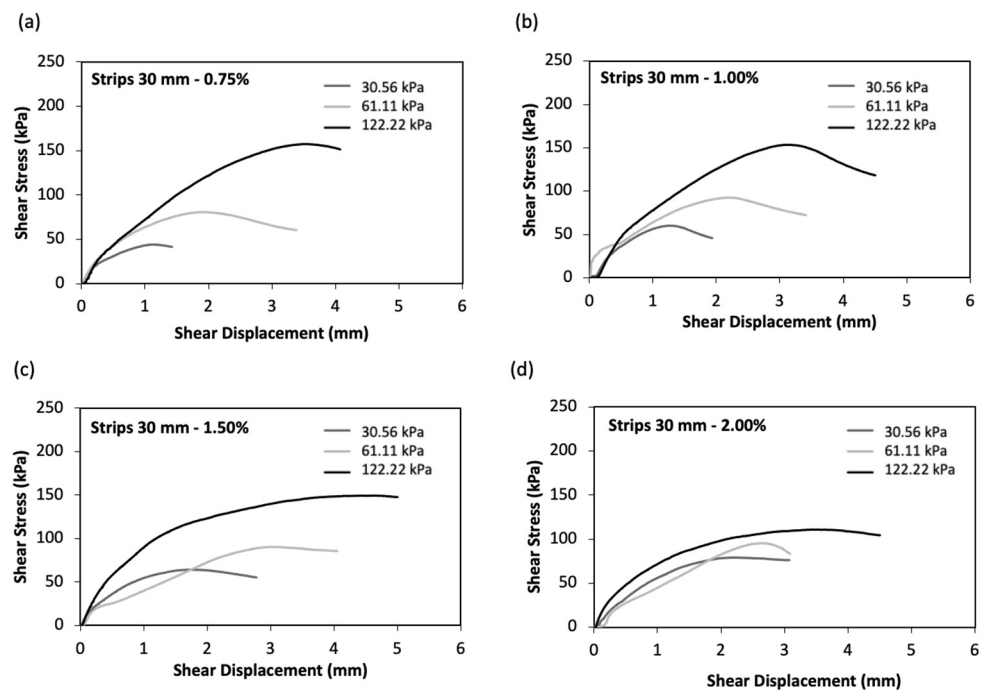 (a)
Strips 30 mm - 0.75%
30.56 kPa
61.11 kPa
122.22 kPa
250
200
150
100
50
0
Shear Stress (kPa)
0 1 2 3 4 5 6
Shear Displacement (mm)
(b)
Strips 30 mm - 1.00%
30.56 kPa
61.11 kPa
122.22 kPa
250
200
150
100
50
0
Shear Stress (kPa)
0 1 2 3 4 5 6
Shear Displacement (mm)
(c)
Strips 30 mm - 1.50%
30.56 kPa
61.11 kPa
122.22 kPa
250
200
150
100
50
0
Shear Stress (kPa)
0 1 2 3 4 5 6
Shear Displacement (mm)
(d)
Strips 30 mm - 2.00%
30.56 kPa
61.11 kPa
122.22 kPa
250
200
150
100
50
0
Shear Stress (kPa)
0 1 2 3 4 5 6
Shear Displacement (mm)